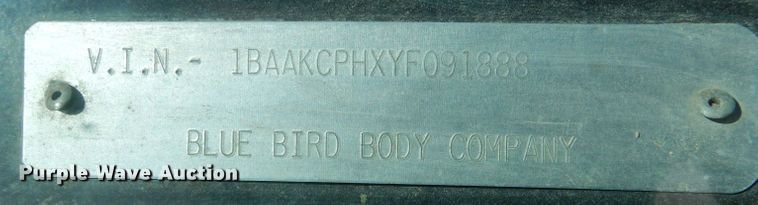 V.I.N.- 1BAAKCPHXYF091888
BLUE BIRD BODY COMPANY
Purple Wave Auction